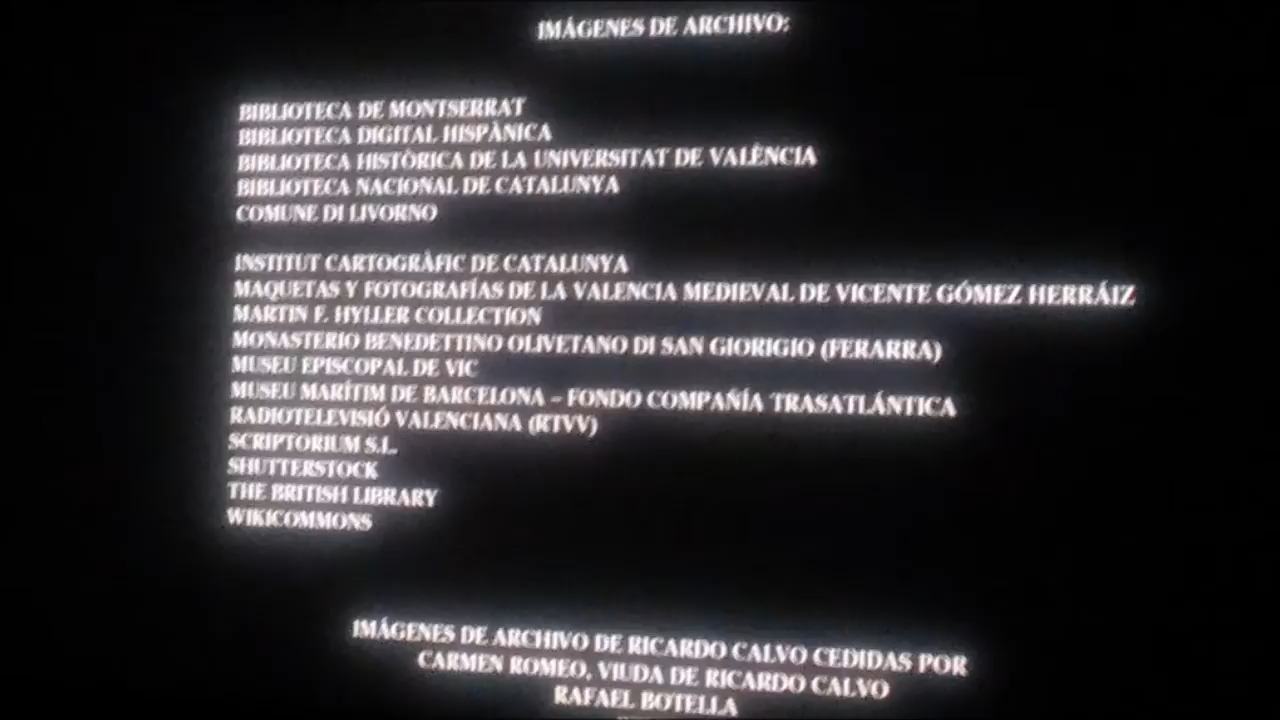 IMÁGENES DE ARCHIVO:
BIBLIOTECA DE MONTSERRAT
BIBLIOTECA DIGITAL HISPÀNICA
BIBLIOTECA HISTÒRICA DE LA UNIVERSITAT DE VALÈNCIA
BIBLIOTECA NACIONAL DE CATALUNYA
COMUNE DI LIVORNO
INSTITUT CARTOGRÀFIC DE CATALUNYA
MAQUETAS Y FOTOGRAFÍAS DE LA VALENCIA MEDIEVAL DE VICENTE GÓMEZ HERRÁIZ
MARTIN F. HYLLER COLLECTION
MONASTERIO BENEDETTINO OLIVETANO DI SAN GIORIGIO (FERARRA)
MUSEU EPISCOPAL DE VIC
MUSEU MARÍTIM DE BARCELONA – FONDO COMPAÑÍA TRASATLÁNTICA
RADIOTELEVISIÓ VALENCIANA (RTVV)
SCRIPTORIUM S.L.
SHUTTERSTOCK
THE BRITISH LIBRARY
WIKICOMMONS
IMÁGENES DE ARCHIVO DE RICARDO CALVO CEDIDAS POR
CARMEN ROMEO, VIUDA DE RICARDO CALVO
RAFAEL BOTELLA